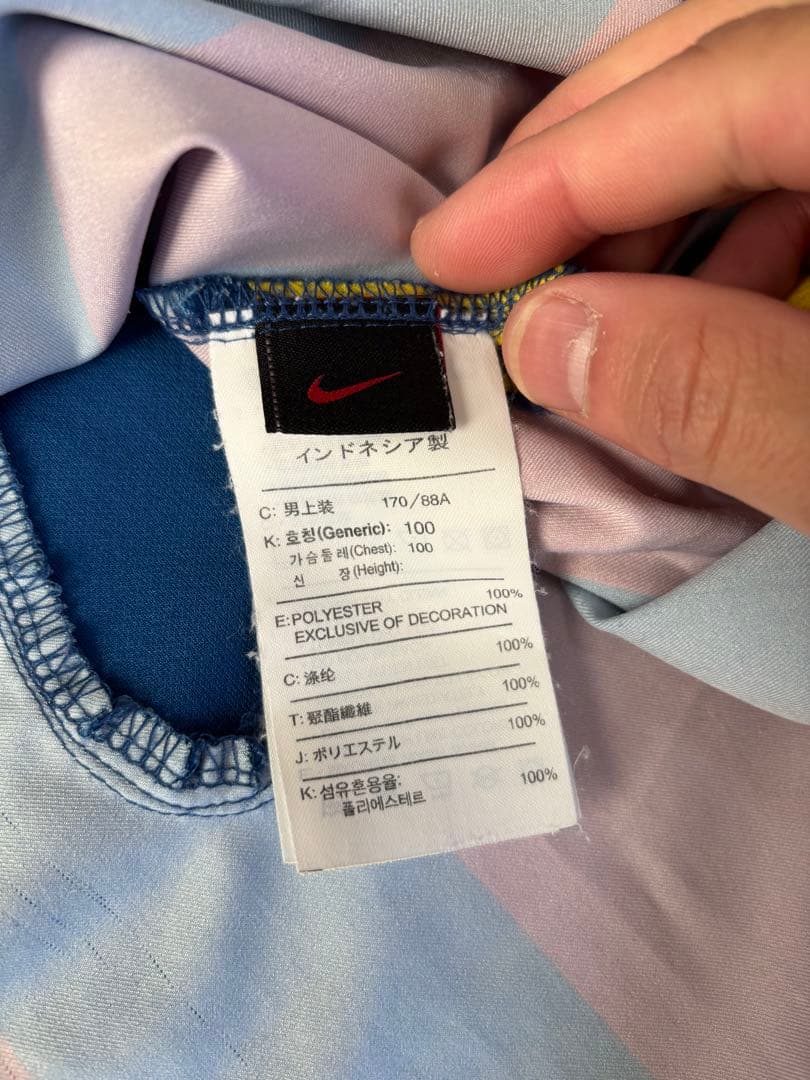 インドネシア製
C: 男上装 170/88A
K: 호칭(Generic): 100
가슴둘레(Chest): 100
신 장(Height):
E:POLYESTER 100%
EXCLUSIVE OF DECORATION
C: 涤纶 100%
T: 聚酯纖維 100%
J: ポリエステル 100%
K: 섬유혼용율: 100%
폴리에스테르